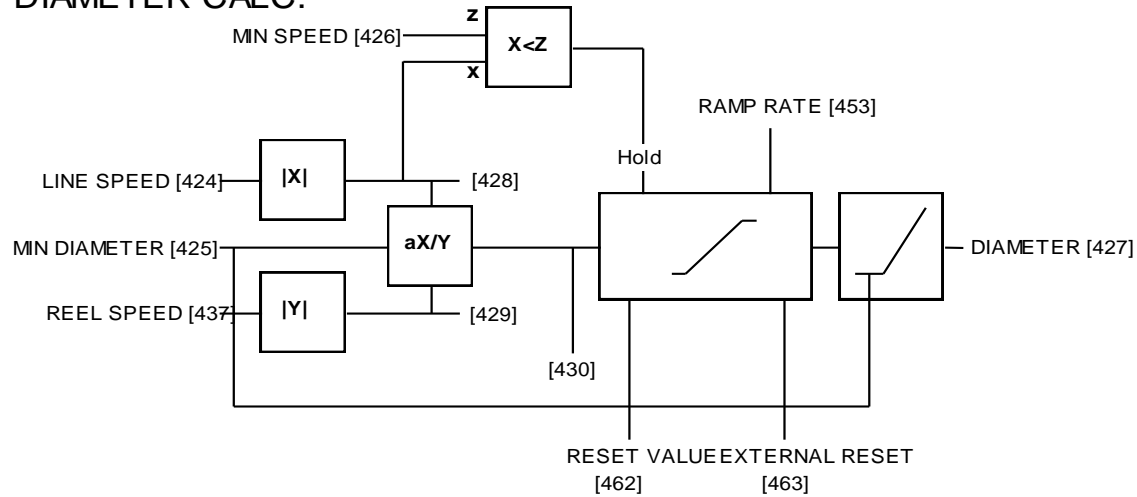 DIAMETER CALC.
z
MIN SPEED [426]
X<Z
x
RAMP RATE [453]
Hold
LINE SPEED [424]
|X|
[428]
MIN DIAMETER [425]
aX/Y
DIAMETER [427]
REEL SPEED [437]
|Y|
[429]
[430]
RESET VALUE EXTERNAL RESET
[462] [463]